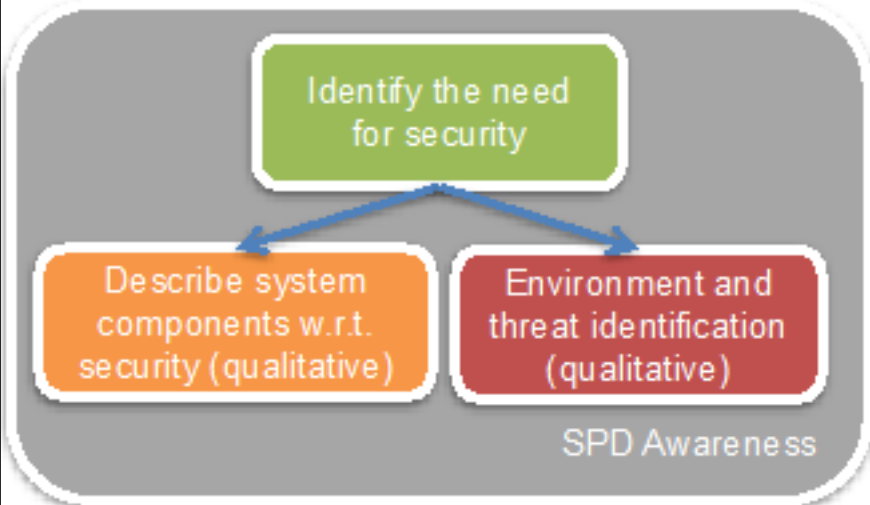 Identify the need
for security
Describe system
components w.r.t.
security (qualitative)
Environment and
threat identification
(qualitative)
SPD Awareness